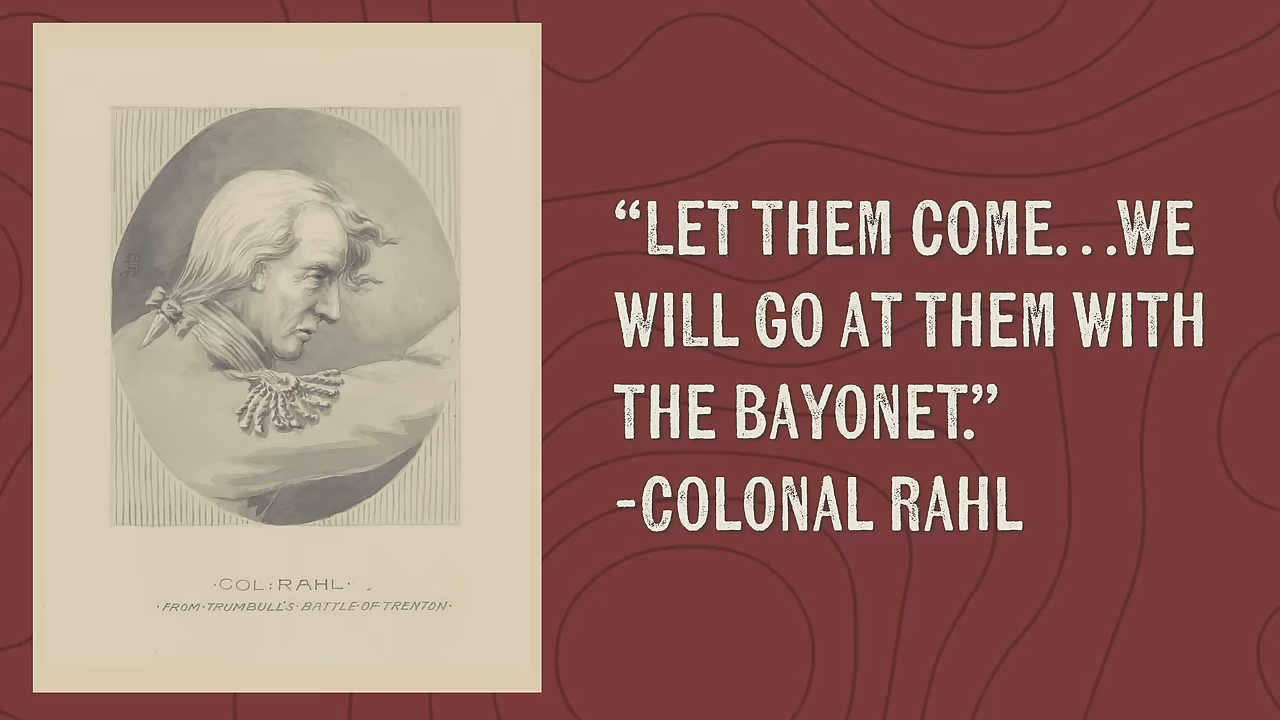 ·COL:RAHL·
·FROM·TRUMBULL'S·BATTLE·OF·TRENTON·
“LET THEM COME...WE
WILL GO AT THEM WITH
THE BAYONET.”
-COLONAL RAHL